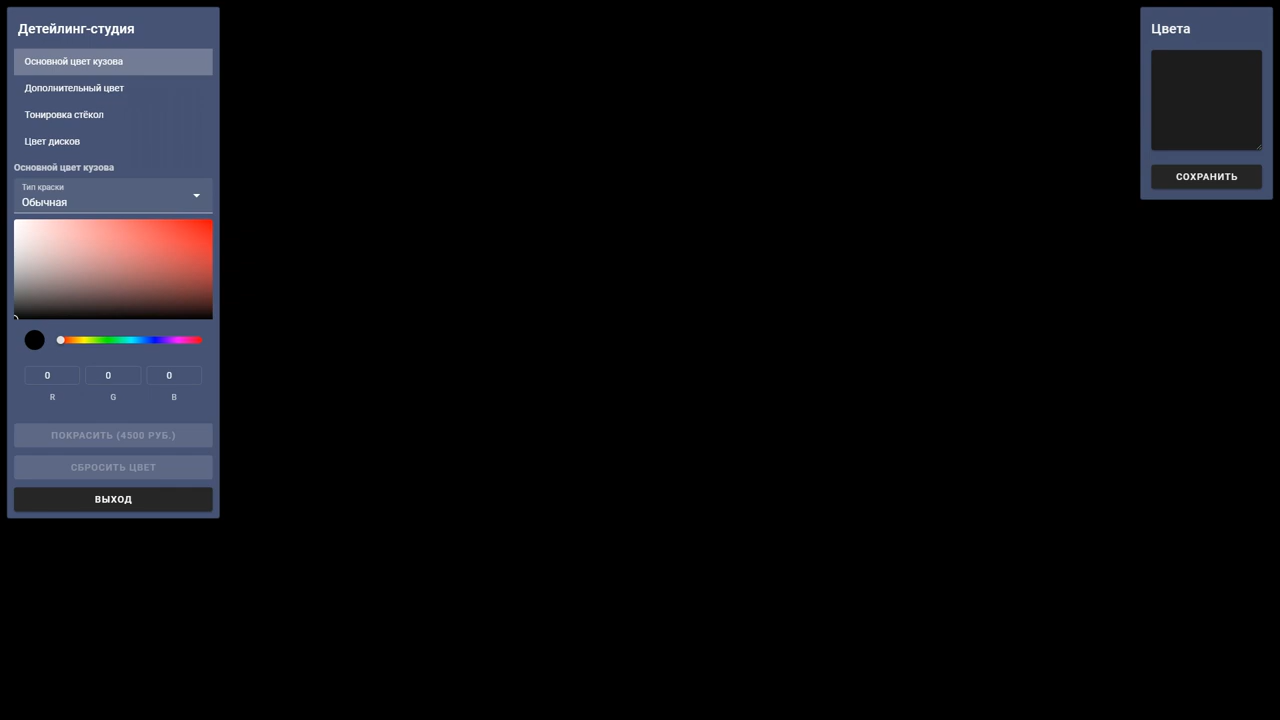 Детейлинг-студия
Основной цвет кузова
Дополнительный цвет
Тонировка стёкол
Цвет дисков
Основной цвет кузова
Тип краски
Обычная
0 0 0
R G B
ПОКРАСИТЬ (4500 РУБ.)
СБРОСИТЬ ЦВЕТ
ВЫХОД
Цвета
СОХРАНИТЬ